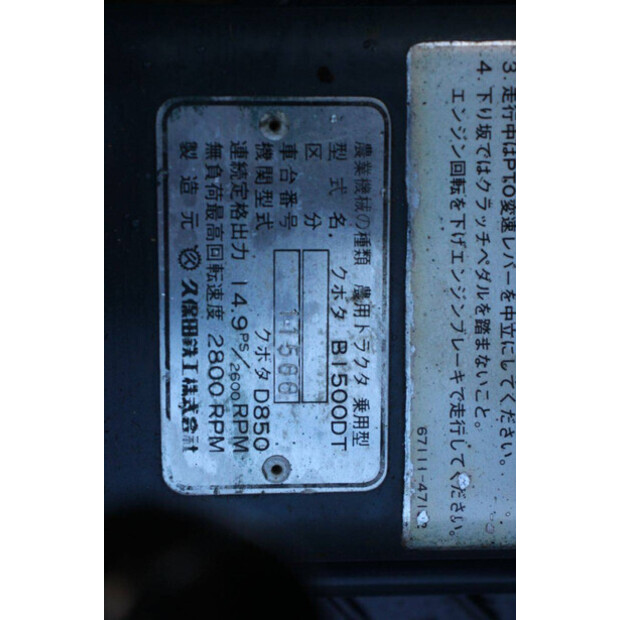 農業機械の種類 農用トラクタ 乗用型
型式名. クボタ B1500DT
区分
車台番号 11500
機関型式 クボタ D850
連続定格出力 14.9PS/2600RPM
無負荷最高回転速度 2800RPM
製造元 久保田鉄工株式会社
3. 走行中はPTO変速レバーを中立にしてください。
4. 下り坂ではクラッチペダルを踏まないこと。
エンジン回転を下げエンジンブレーキで走行してください。